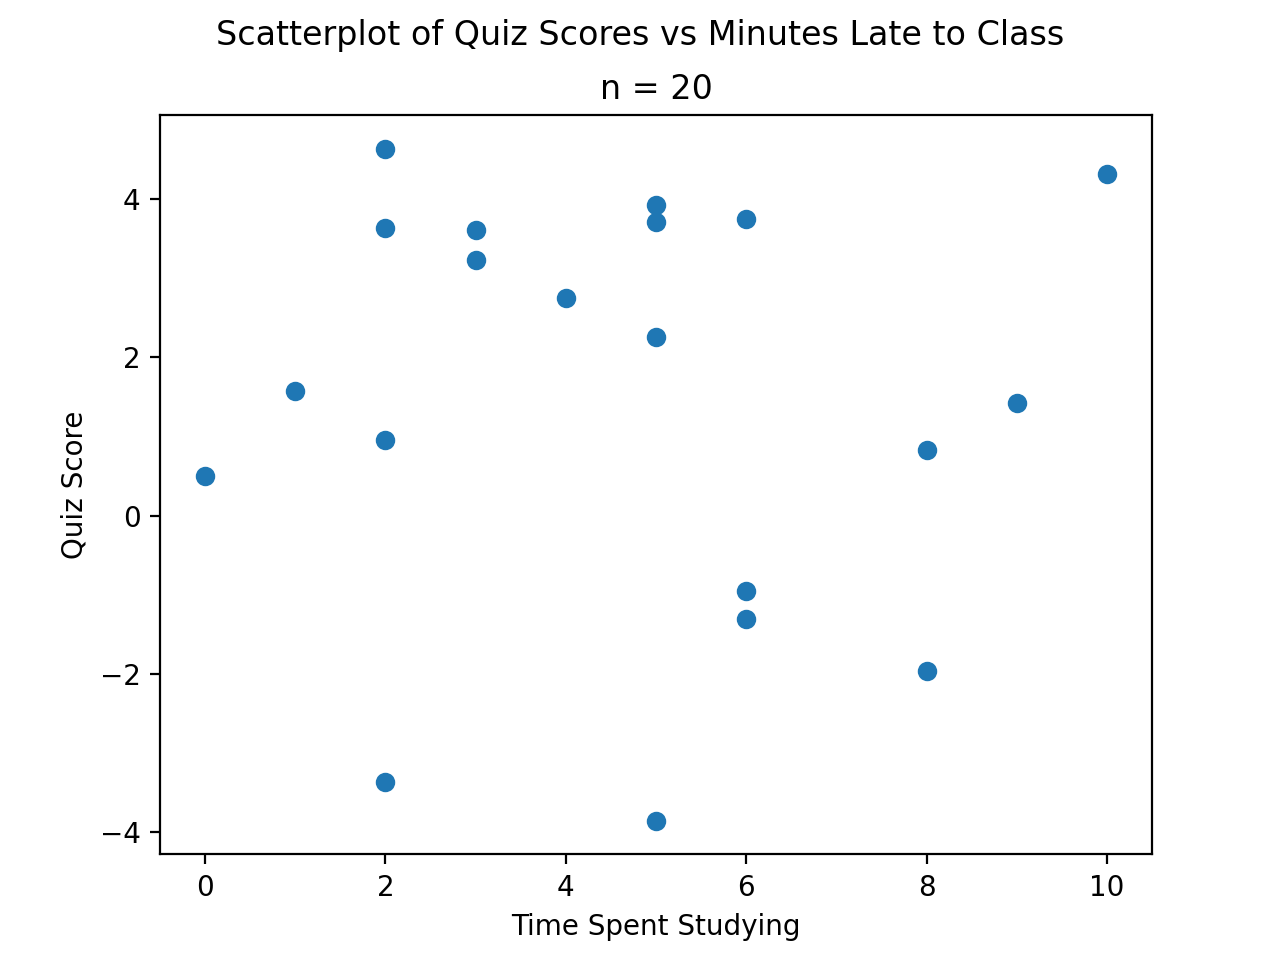 Scatterplot of Quiz Scores vs Minutes Late to Class
n = 20
4
2
0
−2
−4
Quiz Score
0 2 4 6 8 10
Time Spent Studying